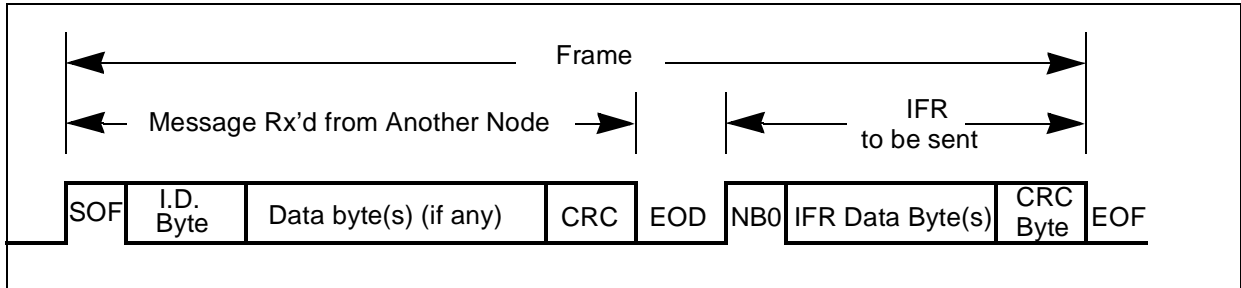 Frame
Message Rx'd from Another Node
IFR
to be sent
SOF
I.D.
Byte
Data byte(s) (if any)
CRC
EOD
NB0
IFR Data Byte(s)
CRC
Byte
EOF